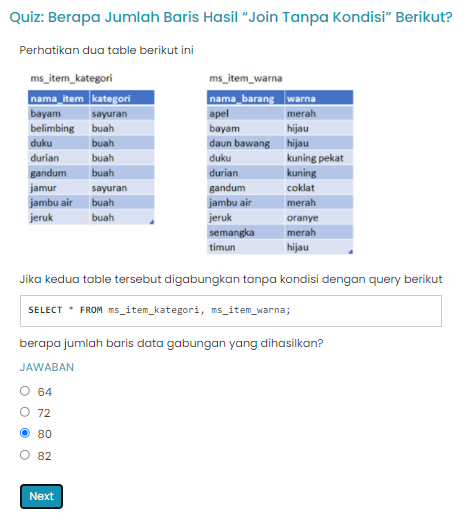 Quiz: Berapa Jumlah Baris Hasil “Join Tanpa Kondisi” Berikut?
Perhatikan dua table berikut ini
ms_item_kategori
nama_item kategori
bayam sayuran
belimbing buah
duku buah
durian buah
gandum buah
jamur sayuran
jambu air buah
jeruk buah
ms_item_warna
nama_barang warna
apel merah
bayam hijau
daun bawang hijau
duku kuning pekat
durian kuning
gandum coklat
jambu air merah
jeruk oranye
semangka merah
timun hijau
Jika kedua table tersebut digabungkan tanpa kondisi dengan query berikut
SELECT * FROM ms_item_kategori, ms_item_warna;
berapa jumlah baris data gabungan yang dihasilkan?
JAWABAN
64
72
80
82
Next